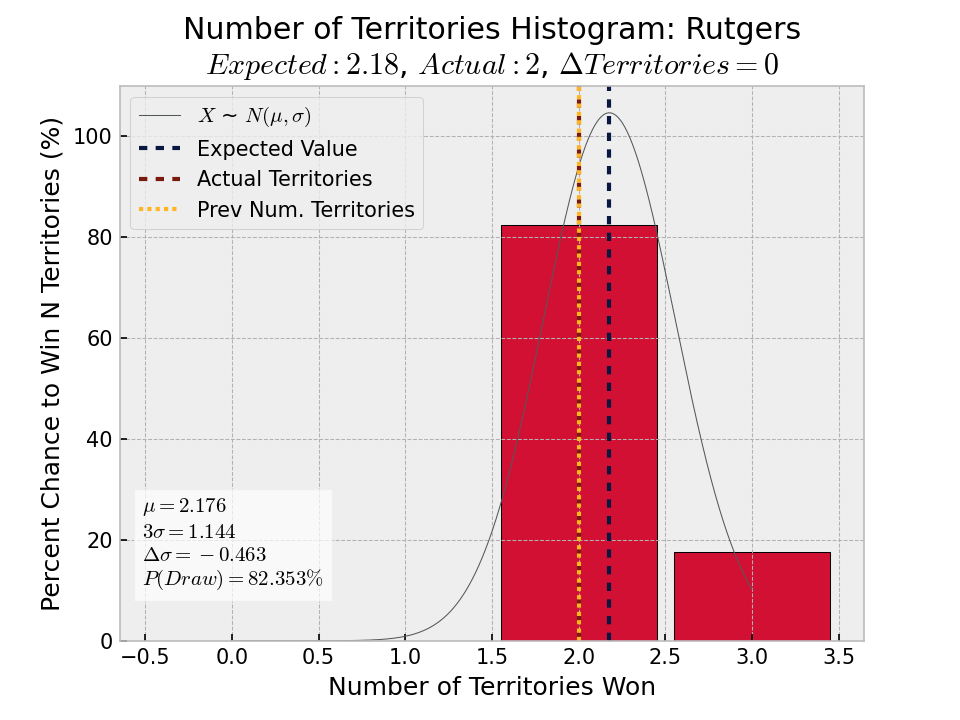 Number of Territories Histogram: Rutgers
Expected : 2.18, Actual : 2, ΔTerritories = 0
X ∼ N(μ, σ)
Expected Value
Actual Territories
Prev Num. Territories
Percent Chance to Win N Territories (%)
100
80
60
40
20
0
μ = 2.176
3σ = 1.144
Δσ = −0.463
P(Draw) = 82.353%
−0.5 0.0 0.5 1.0 1.5 2.0 2.5 3.0 3.5
Number of Territories Won